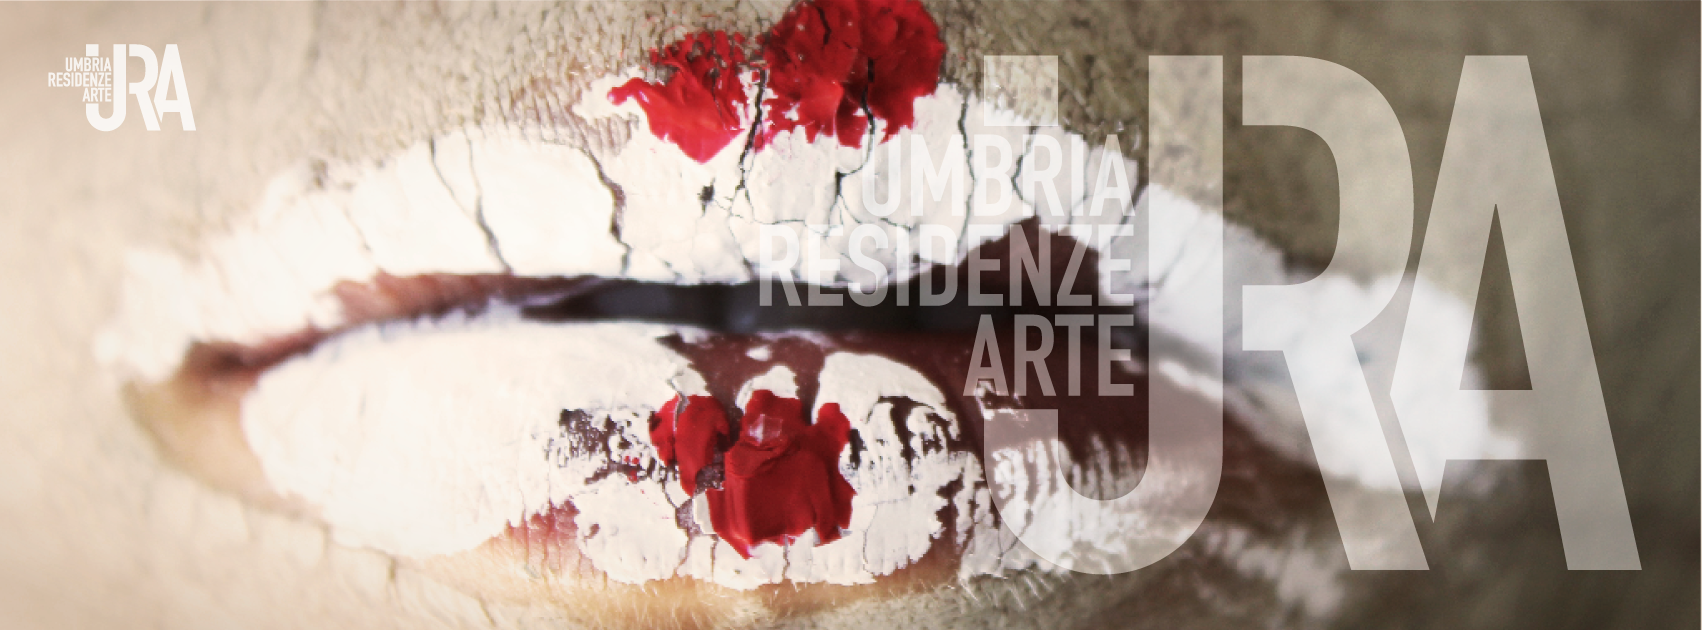 UMBRIA
RESIDENZE
ARTE
URA
UMBRIA
RESIDENZE
ARTE
URA